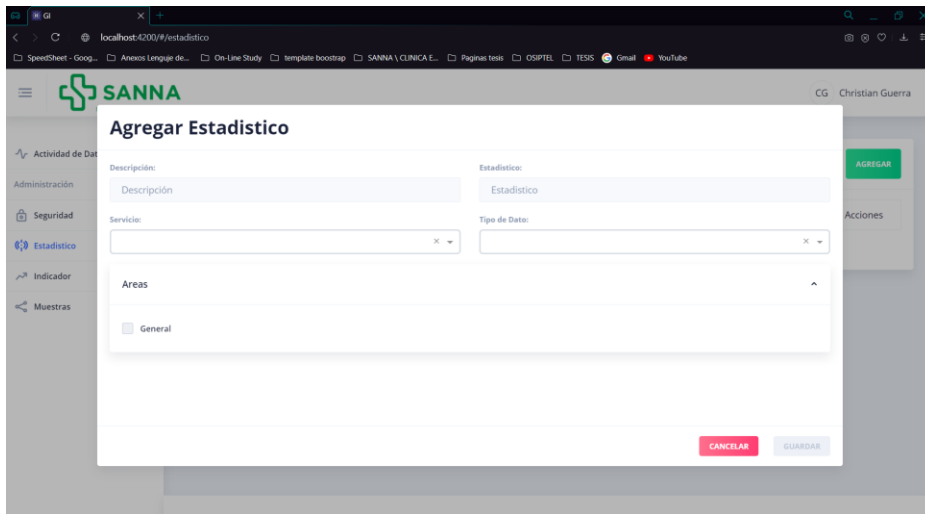 GI
localhost:4200/#/estadistico
SpeedSheet - Goog... Anexos Lenguje de... On-Line Study template boostrap SANNA \ CLINICA E... Paginas tesis OSIPTEL TESIS Gmail YouTube
SANNA
CG Christian Guerra
Agregar Estadistico
Actividad de Dat
AGREGAR
Descripción: Estadistico:
Administración
Descripción Estadistico
Seguridad
Acciones
Servicio: Tipo de Dato:
Estadistico
Indicador
Areas
Muestras
General
CANCELAR GUARDAR